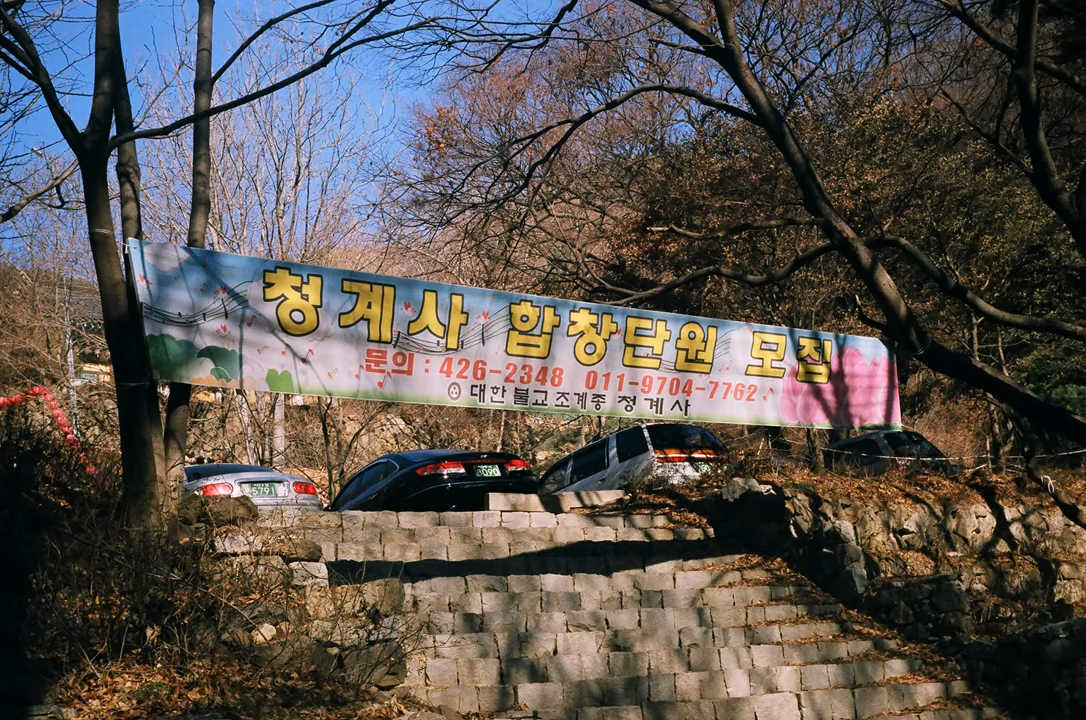 청계사 합창단원 모집
문의 : 426-2348 011-9704-7762
대한불교조계종 청계사
5791